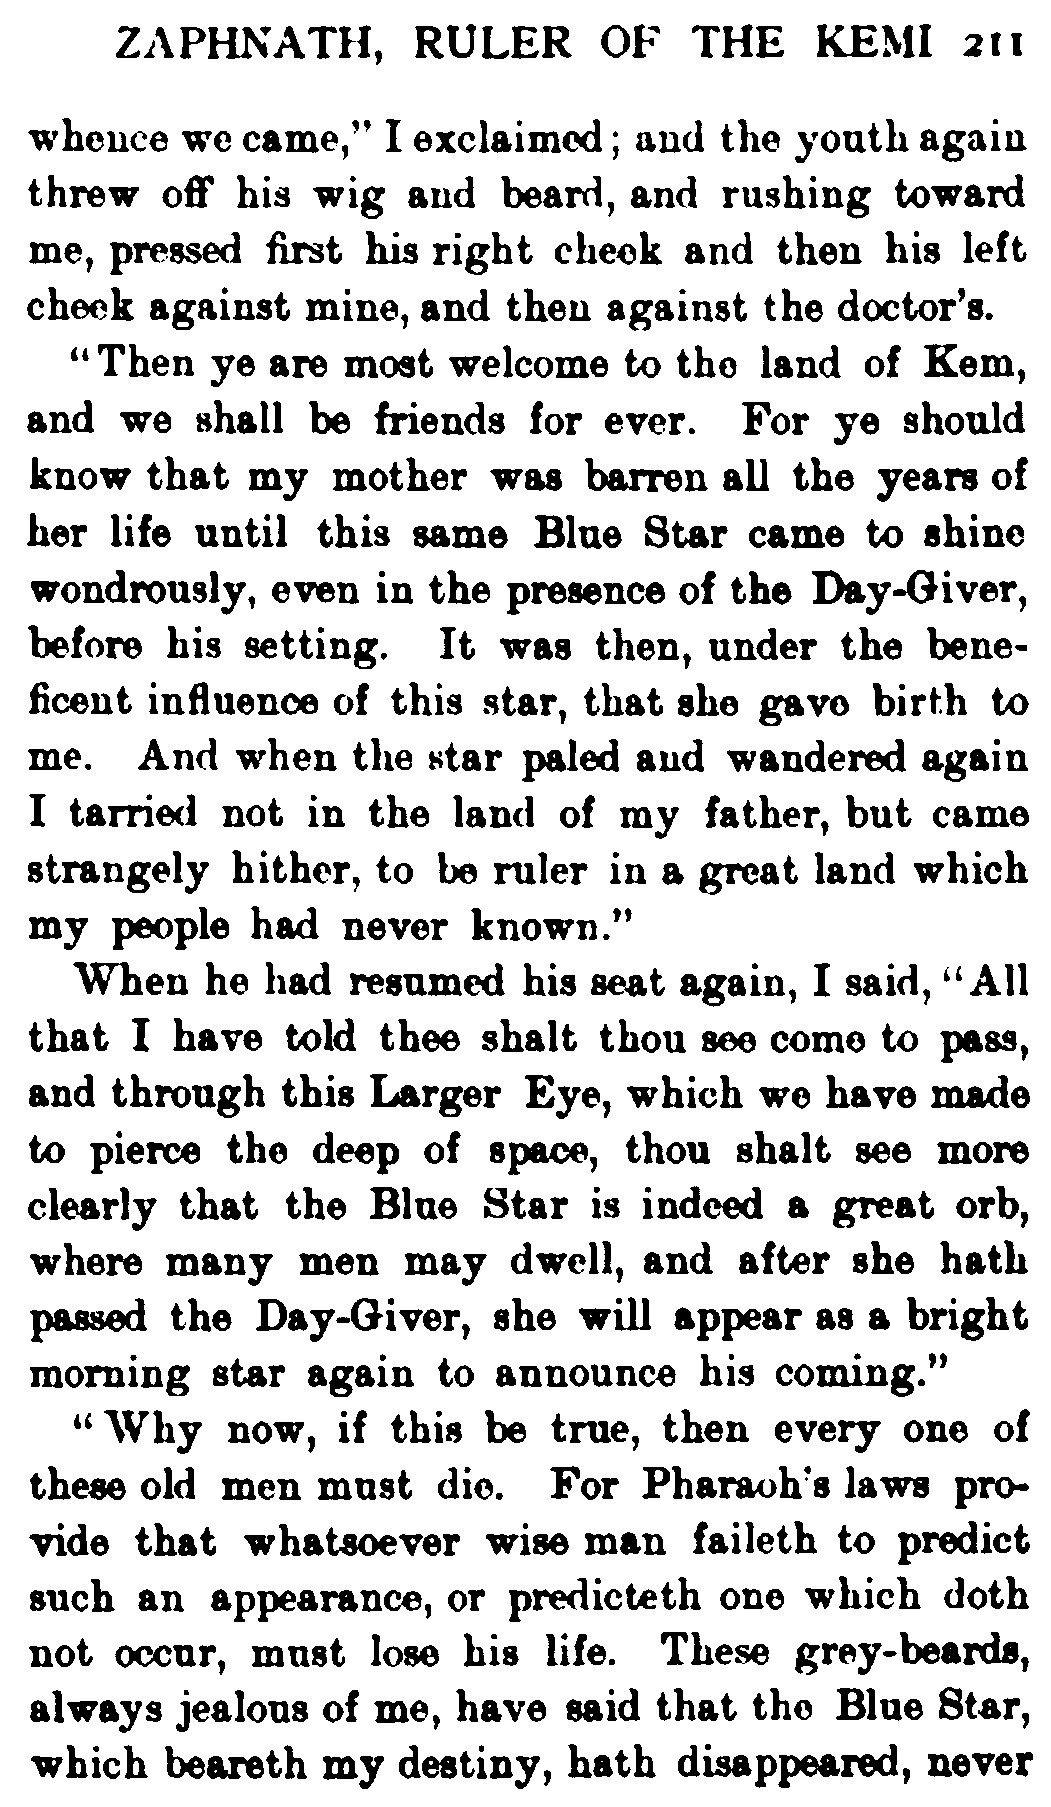 ZAPHNATH, RULER OF THE KEMI 211
whence we came," I exclaimed; and the youth again
threw off his wig and beard, and rushing toward
me, pressed first his right cheek and then his left
cheek against mine, and then against the doctor's.
"Then ye are most welcome to the land of Kem,
and we shall be friends for ever. For ye should
know that my mother was barren all the years of
her life until this same Blue Star came to shine
wondrously, even in the presence of the Day-Giver,
before his setting. It was then, under the bene-
ficent influence of this star, that she gave birth to
me. And when the star paled and wandered again
I tarried not in the land of my father, but came
strangely hither, to be ruler in a great land which
my people had never known."
When he had resumed his seat again, I said, "All
that I have told thee shalt thou see come to pass,
and through this Larger Eye, which we have made
to pierce the deep of space, thou shalt see more
clearly that the Blue Star is indeed a great orb,
where many men may dwell, and after she hath
passed the Day-Giver, she will appear as a bright
morning star again to announce his coming."
"Why now, if this be true, then every one of
these old men must die. For Pharaoh's laws pro-
vide that whatsoever wise man faileth to predict
such an appearance, or predicteth one which doth
not occur, must lose his life. These grey-beards,
always jealous of me, have said that the Blue Star,
which beareth my destiny, hath disappeared, never